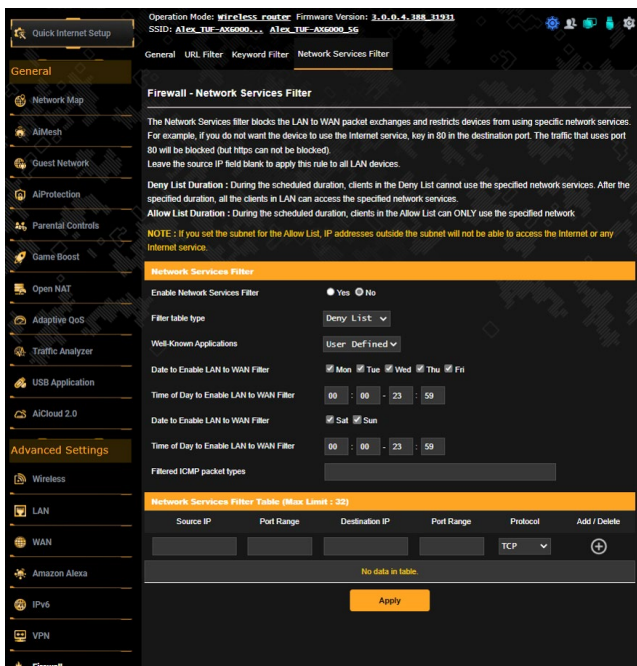 Operation Mode: Wireless router Firmware Version: 3.0.0.4.388_31931
SSID: Alex_TUF-AX6000... Alex_TUF-AX6000_5G
Quick Internet Setup
General
Network Map
AiMesh
Guest Network
AiProtection
Parental Controls
Game Boost
Open NAT
Adaptive QoS
Traffic Analyzer
USB Application
AiCloud 2.0
Advanced Settings
Wireless
LAN
WAN
Amazon Alexa
IPv6
VPN
Firewall
General URL Filter Keyword Filter Network Services Filter
Firewall - Network Services Filter
The Network Services filter blocks the LAN to WAN packet exchanges and restricts devices from using specific network services.
For example, if you do not want the device to use the Internet service, key in 80 in the destination port. The traffic that uses port
80 will be blocked (but https can not be blocked).
Leave the source IP field blank to apply this rule to all LAN devices.
Deny List Duration : During the scheduled duration, clients in the Deny List cannot use the specified network services. After the
specified duration, all the clients in LAN can access the specified network services.
Allow List Duration : During the scheduled duration, clients in the Allow List can ONLY use the specified network
NOTE : If you set the subnet for the Allow List, IP addresses outside the subnet will not be able to access the Internet or any
Internet service.
Network Services Filter
Enable Network Services Filter Yes No
Filter table type Deny List
Well-Known Applications User Defined
Date to Enable LAN to WAN Filter Mon Tue Wed Thu Fri
Time of Day to Enable LAN to WAN Filter 00 : 00 - 23 : 59
Date to Enable LAN to WAN Filter Sat Sun
Time of Day to Enable LAN to WAN Filter 00 : 00 - 23 : 59
Filtered ICMP packet types
Network Services Filter Table (Max Limit : 32)
Source IP Port Range Destination IP Port Range Protocol Add / Delete
TCP
No data in table.
Apply